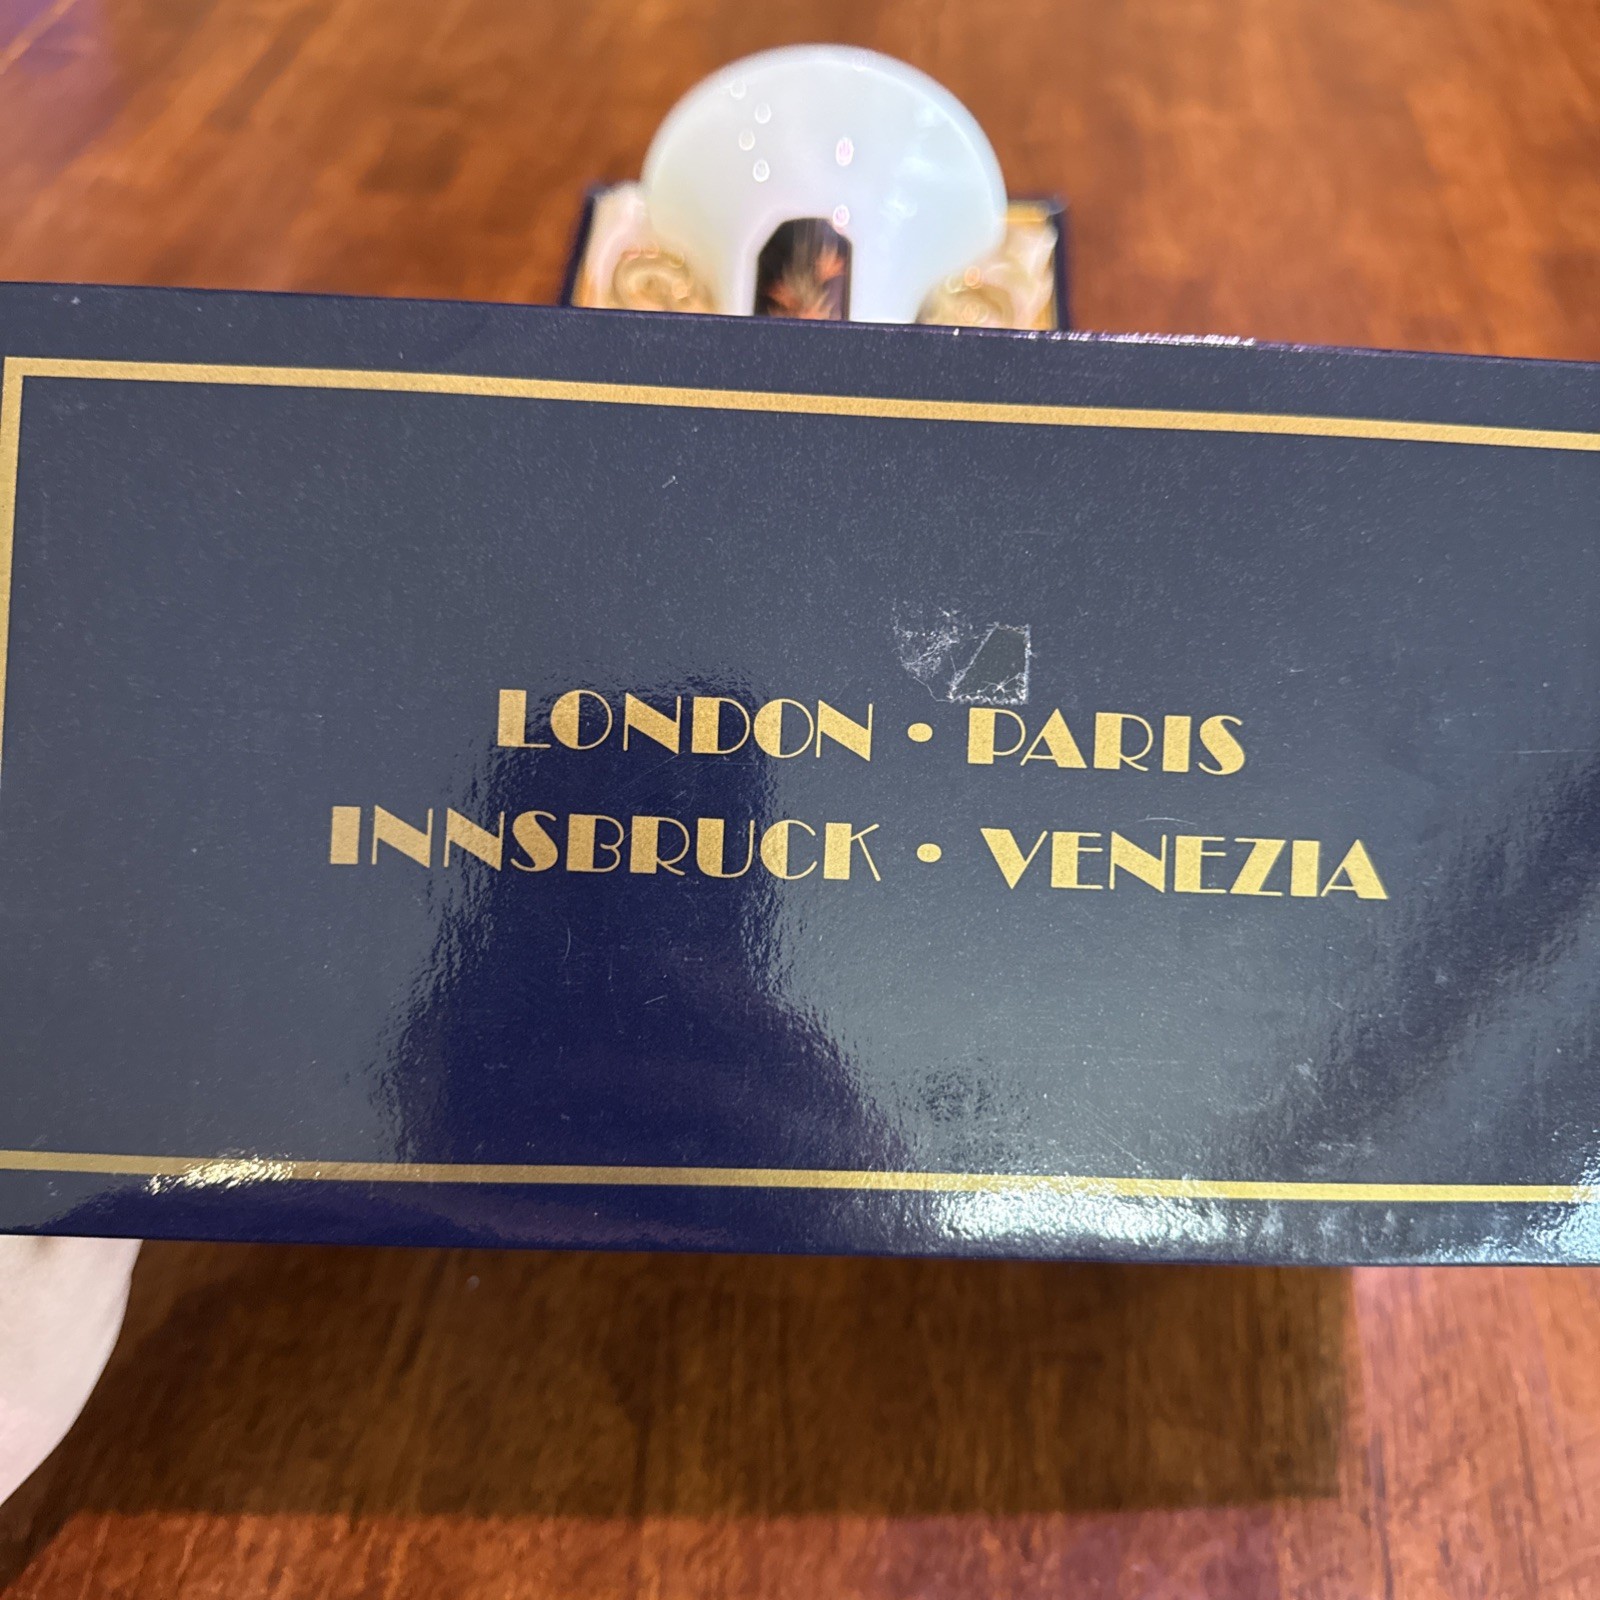 LONDON • PARIS
INNSBRUCK • VENEZIA